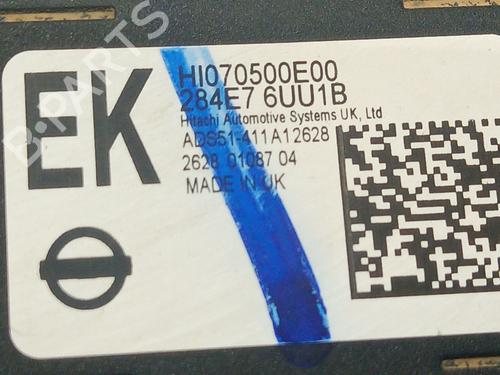 EK
HI070500E00
284E7 6UU1B
Hitachi Automotive Systems UK, Ltd
ADS51-411A12628
2628 01087 04
MADE IN UK
B-PARTS